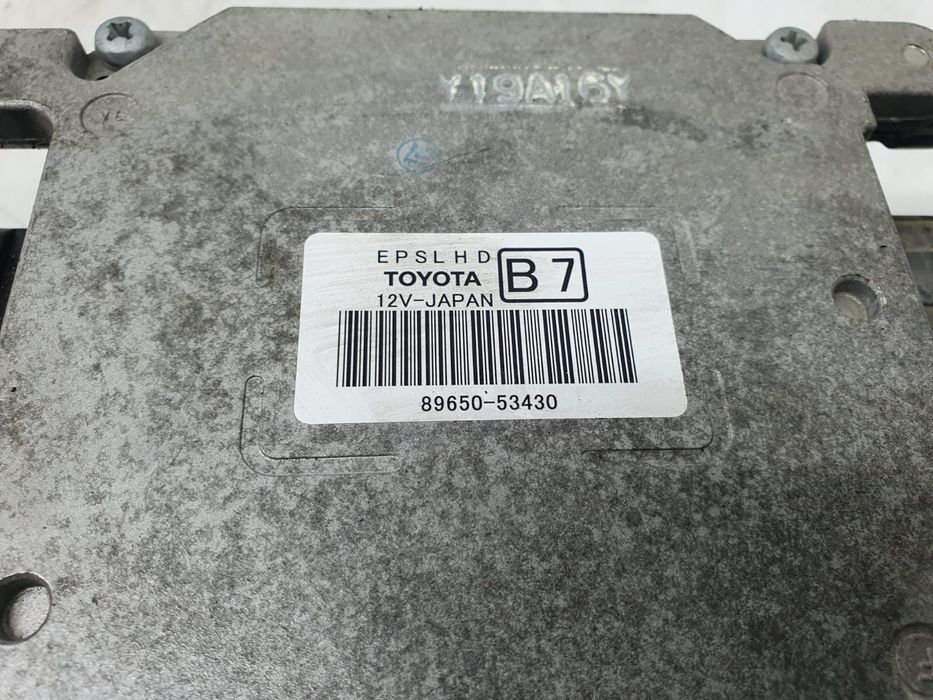 Y19A16Y
EPSLHD
TOYOTA
B7
12V-JAPAN
89650-53430